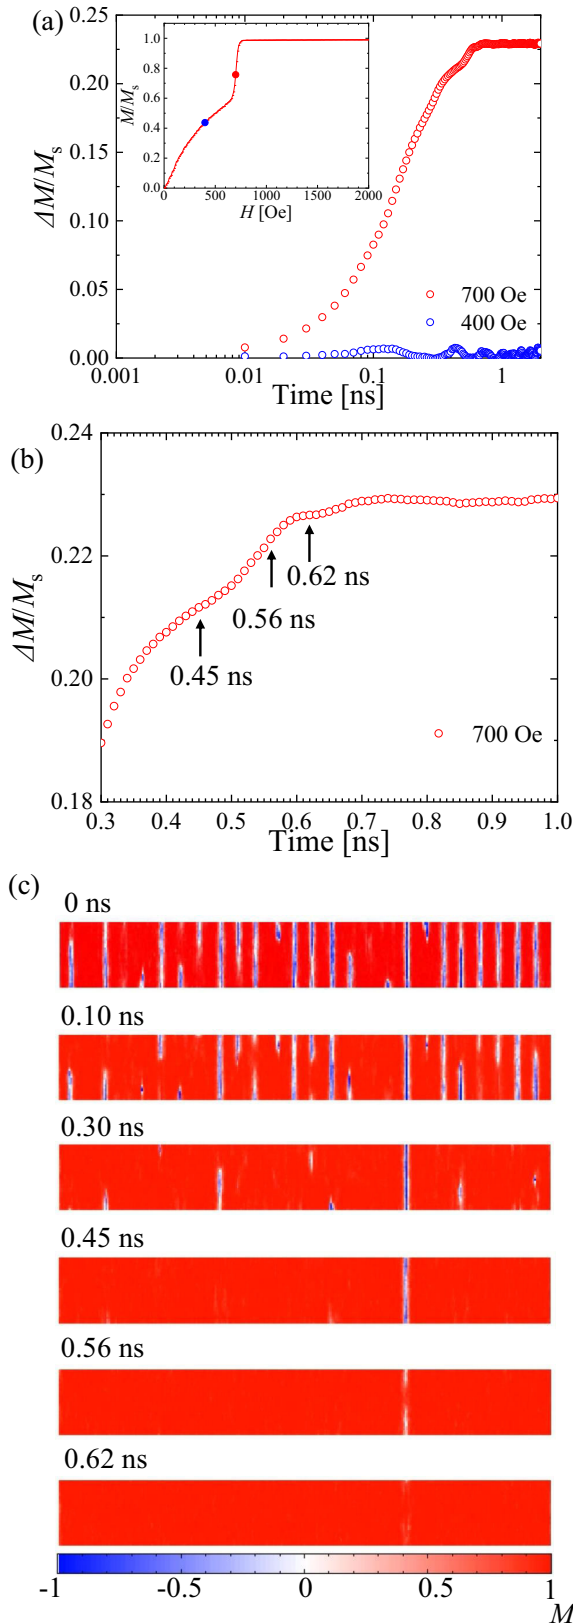 (a)
0.25
0.20
0.15
0.10
0.05
0.00
ΔM/Ms
1.0
0.8
0.6
0.4
0.2
0.0
M/Ms
0 500 1000 1500 2000
H [Oe]
700 Oe
400 Oe
0.001 0.01 0.1 1
Time [ns]
(b)
0.24
0.22
0.20
0.18
ΔM/Ms
0.62 ns
0.56 ns
0.45 ns
700 Oe
0.3 0.4 0.5 0.6 0.7 0.8 0.9 1.0
Time [ns]
(c)
0 ns
0.10 ns
0.30 ns
0.45 ns
0.56 ns
0.62 ns
-1 -0.5 0 0.5 1
M